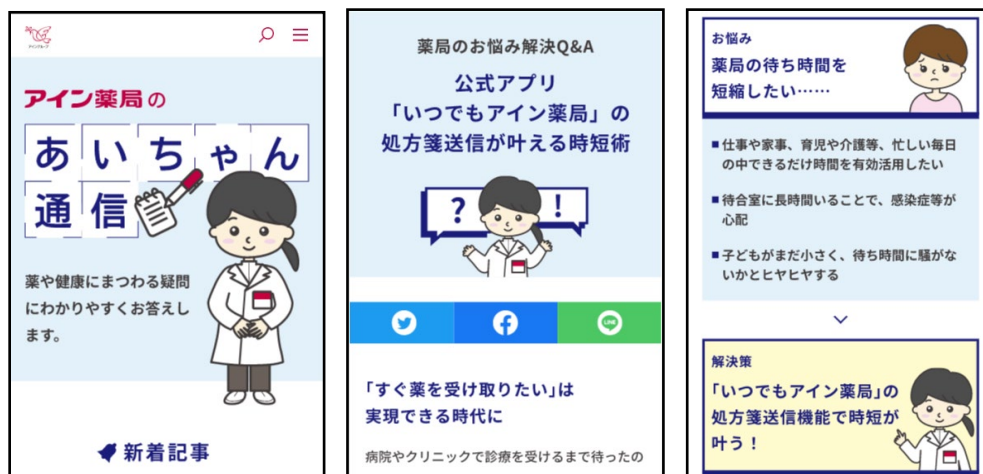 アイングループ
アイン薬局の
あいちゃん
通信
薬や健康にまつわる疑問
にわかりやすくお答えし
ます。
新着記事
薬局のお悩み解決Q&A
公式アプリ
「いつでもアイン薬局」の
処方箋送信が叶える時短術
?
!
LINE
「すぐ薬を受け取りたい」は
実現できる時代に
病院やクリニックで診療を受けるまで待ったの
お悩み
薬局の待ち時間を
短縮したい……
■仕事や家事、育児や介護等、忙しい毎日
の中できるだけ時間を有効活用したい
■待合室に長時間いることで、感染症等が
心配
■子どもがまだ小さく、待ち時間に騒がな
いかとヒヤヒヤする
解決策
「いつでもアイン薬局」の
処方箋送信機能で時短が
叶う！